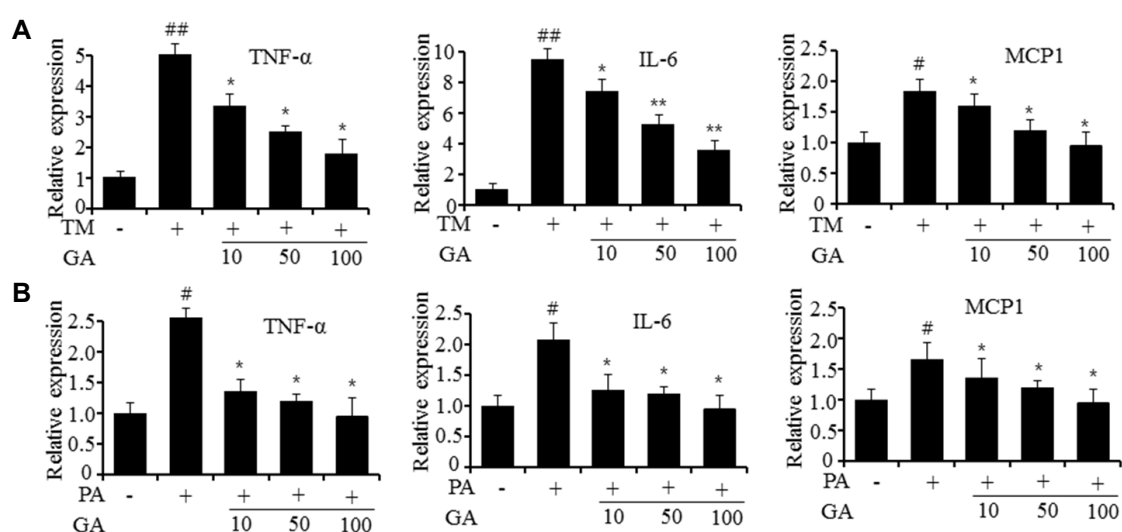 A
Relative expression
5
4
3
2
1
0
TNF-α
##
*
*
*
TM - + + + +
GA 10 50 100
Relative expression
10
8
6
4
2
0
IL-6
##
*
**
**
- + + + +
10 50 100
Relative expression
2.5
2.0
1.5
1.0
0.5
0
MCP1
#
*
*
*
TM - + + + +
GA 10 50 100
B
Relative expression
2.5
2.0
1.5
1.0
0.5
0
TNF-α
#
*
*
*
PA - + + + +
GA 10 50 100
Relative expression
2.5
2.0
1.5
1.0
0.5
0
IL-6
#
*
*
*
PA - + + + +
GA 10 50 100
Relative expression
2.5
2.0
1.5
1.0
0.5
0
MCP1
#
*
*
*
PA - + + + +
GA 10 50 100